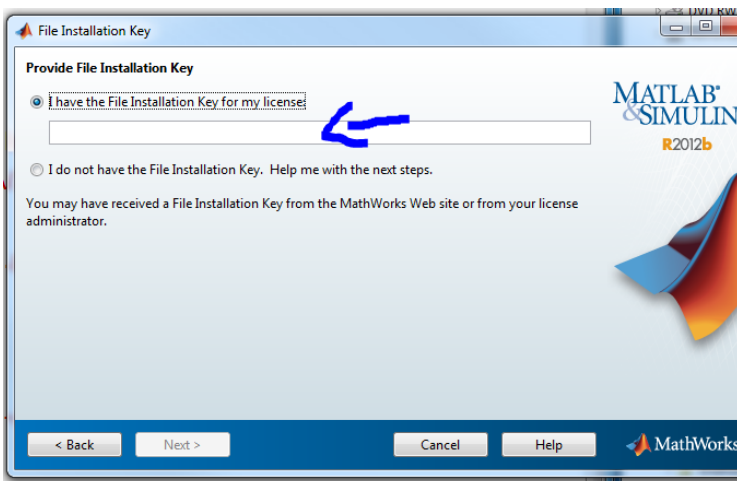 DVD RW
File Installation Key
Provide File Installation Key
I have the File Installation Key for my license:
I do not have the File Installation Key. Help me with the next steps.
You may have received a File Installation Key from the MathWorks Web site or from your license
administrator.
MATLAB®
&SIMULIN
R2012b
< Back
Next >
Cancel
Help
MathWorks